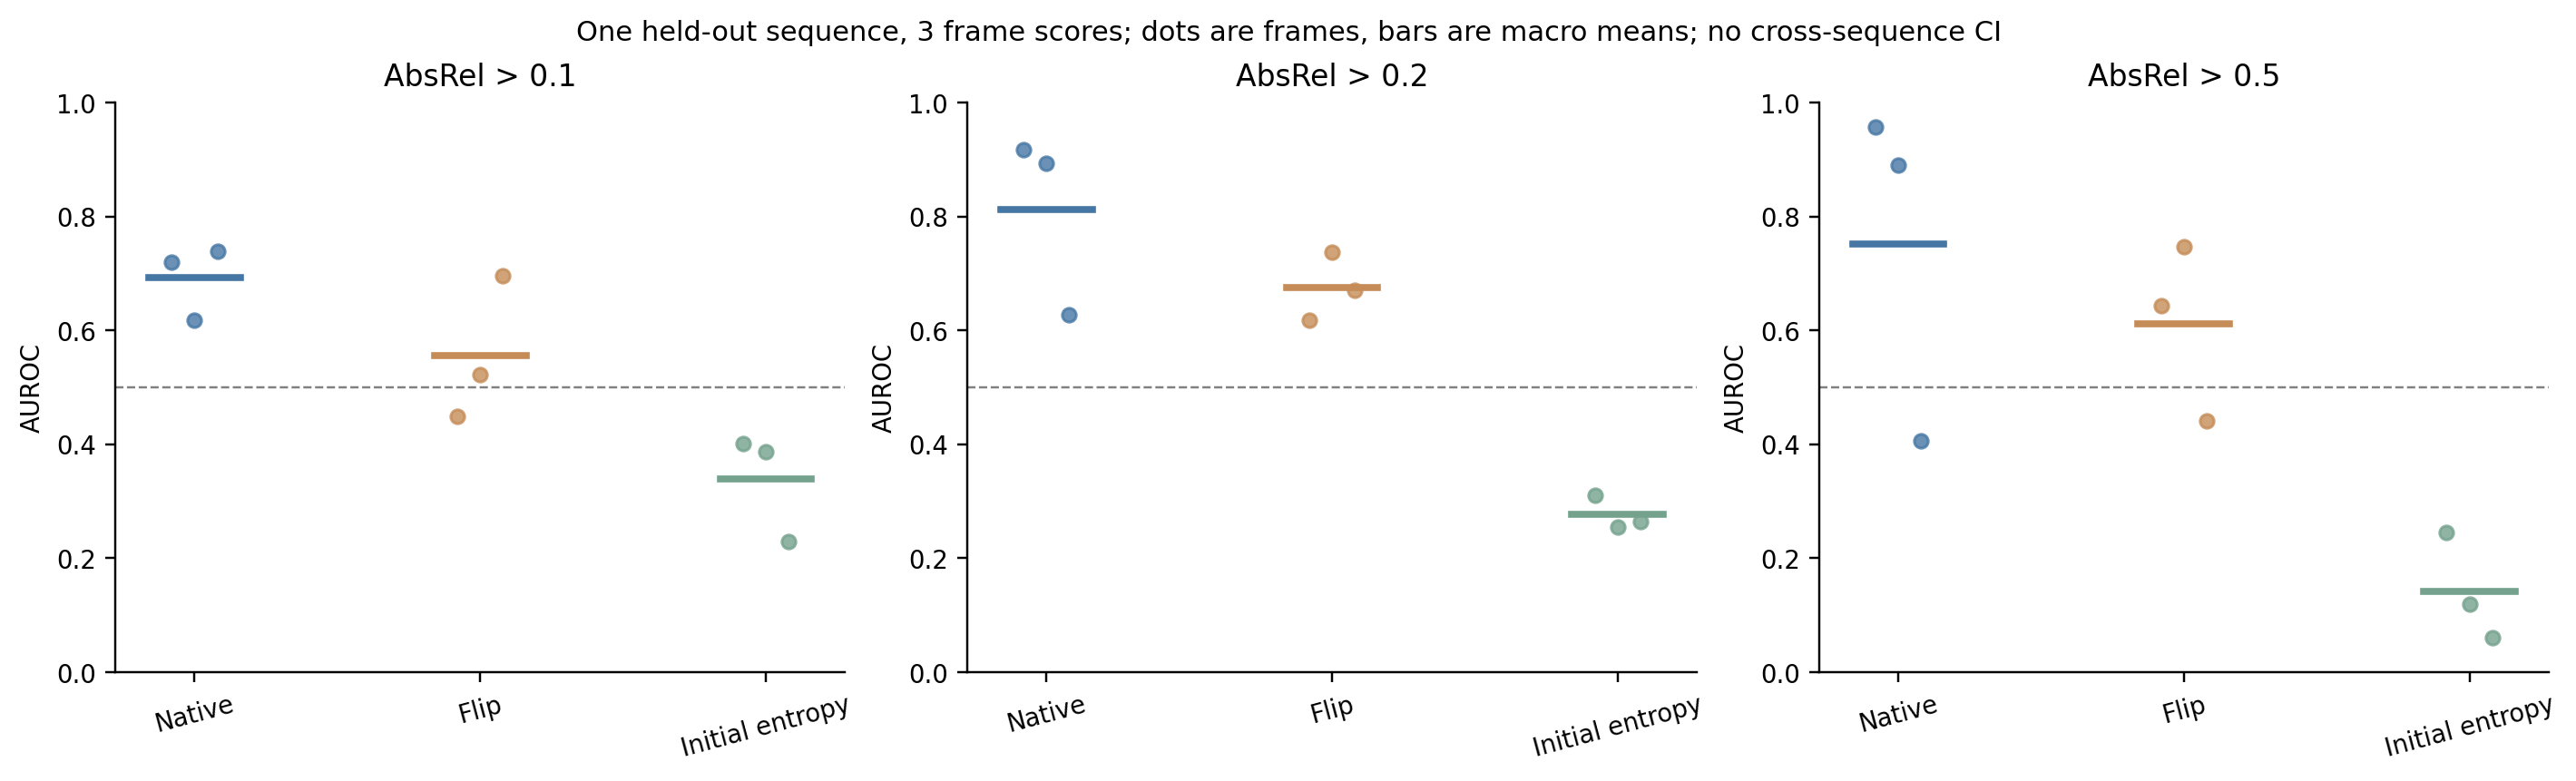 One held-out sequence, 3 frame scores; dots are frames, bars are macro means; no cross-sequence CI
AbsRel > 0.1
AUROC
1.0
0.8
0.6
0.4
0.2
0.0
Native
Flip
Initial entropy
AbsRel > 0.2
AUROC
1.0
0.8
0.6
0.4
0.2
0.0
Native
Flip
Initial entropy
AbsRel > 0.5
AUROC
1.0
0.8
0.6
0.4
0.2
0.0
Native
Flip
Initial entropy